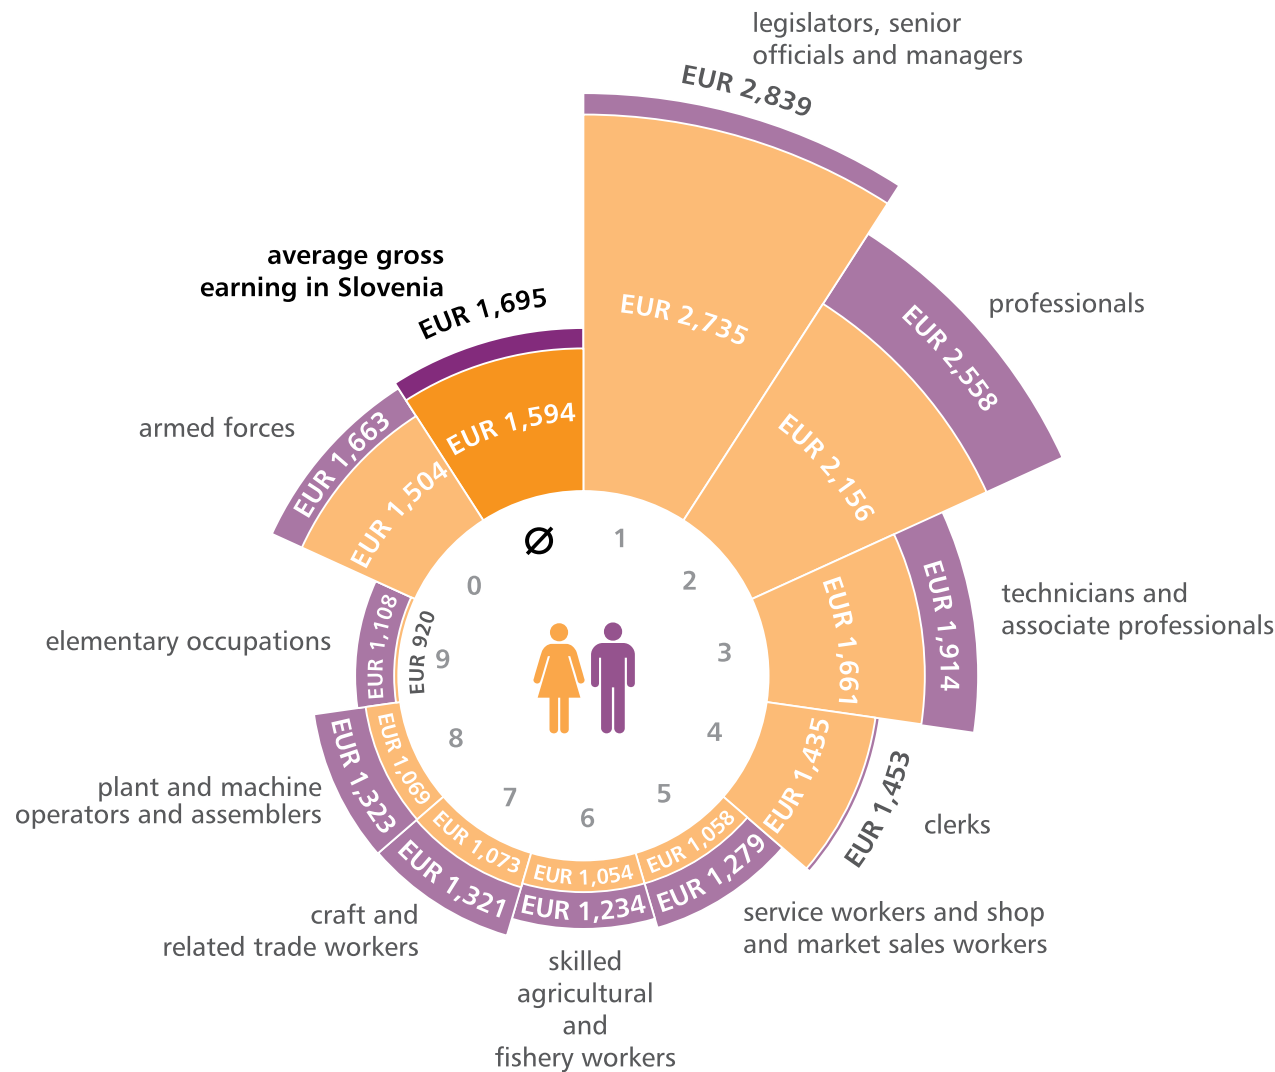 legislators, senior
officials and managers
EUR 2,839
EUR 2,735
professionals
EUR 2,558
EUR 2,156
technicians and
associate professionals
EUR 1,914
EUR 1,661
clerks
EUR 1,453
EUR 1,435
service workers and shop
and market sales workers
EUR 1,279
EUR 1,058
skilled
agricultural
and
fishery workers
EUR 1,234
EUR 1,054
craft and
related trade workers
EUR 1,321
EUR 1,073
plant and machine
operators and assemblers
EUR 1,323
EUR 1,069
elementary occupations
EUR 1,108
EUR 920
armed forces
EUR 1,663
EUR 1,504
average gross
earning in Slovenia
EUR 1,695
EUR 1,594
Ø
1
2
3
4
5
6
7
8
9
0